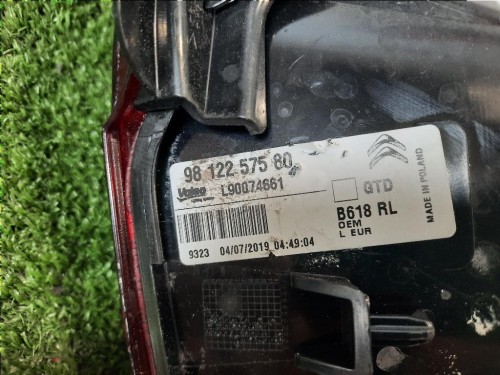 98 122 575 80
Valeo L90074661
QTD
B618 RL
OEM
L EUR
9323 04/07/2019 04:49:04
MADE IN POLAND